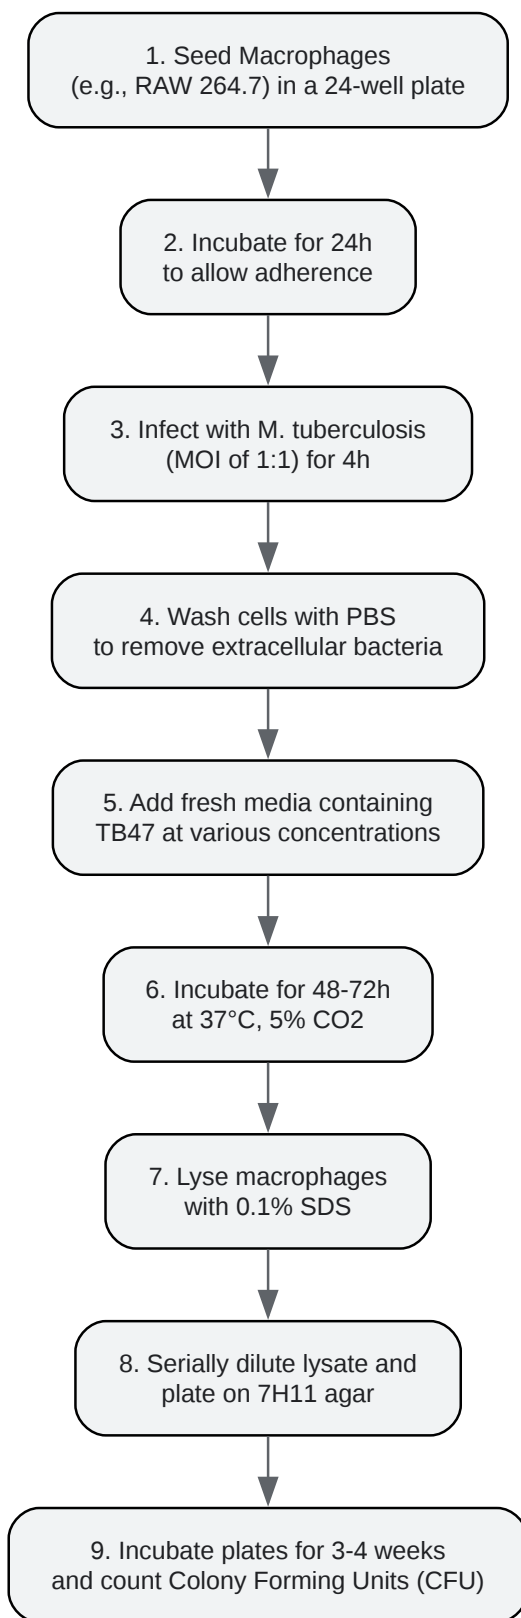 1. Seed Macrophages
(e.g., RAW 264.7) in a 24-well plate
2. Incubate for 24h
to allow adherence
3. Infect with M. tuberculosis
(MOI of 1:1) for 4h
4. Wash cells with PBS
to remove extracellular bacteria
5. Add fresh media containing
TB47 at various concentrations
6. Incubate for 48-72h
at 37°C, 5% CO2
7. Lyse macrophages
with 0.1% SDS
8. Serially dilute lysate and
plate on 7H11 agar
9. Incubate plates for 3-4 weeks
and count Colony Forming Units (CFU)